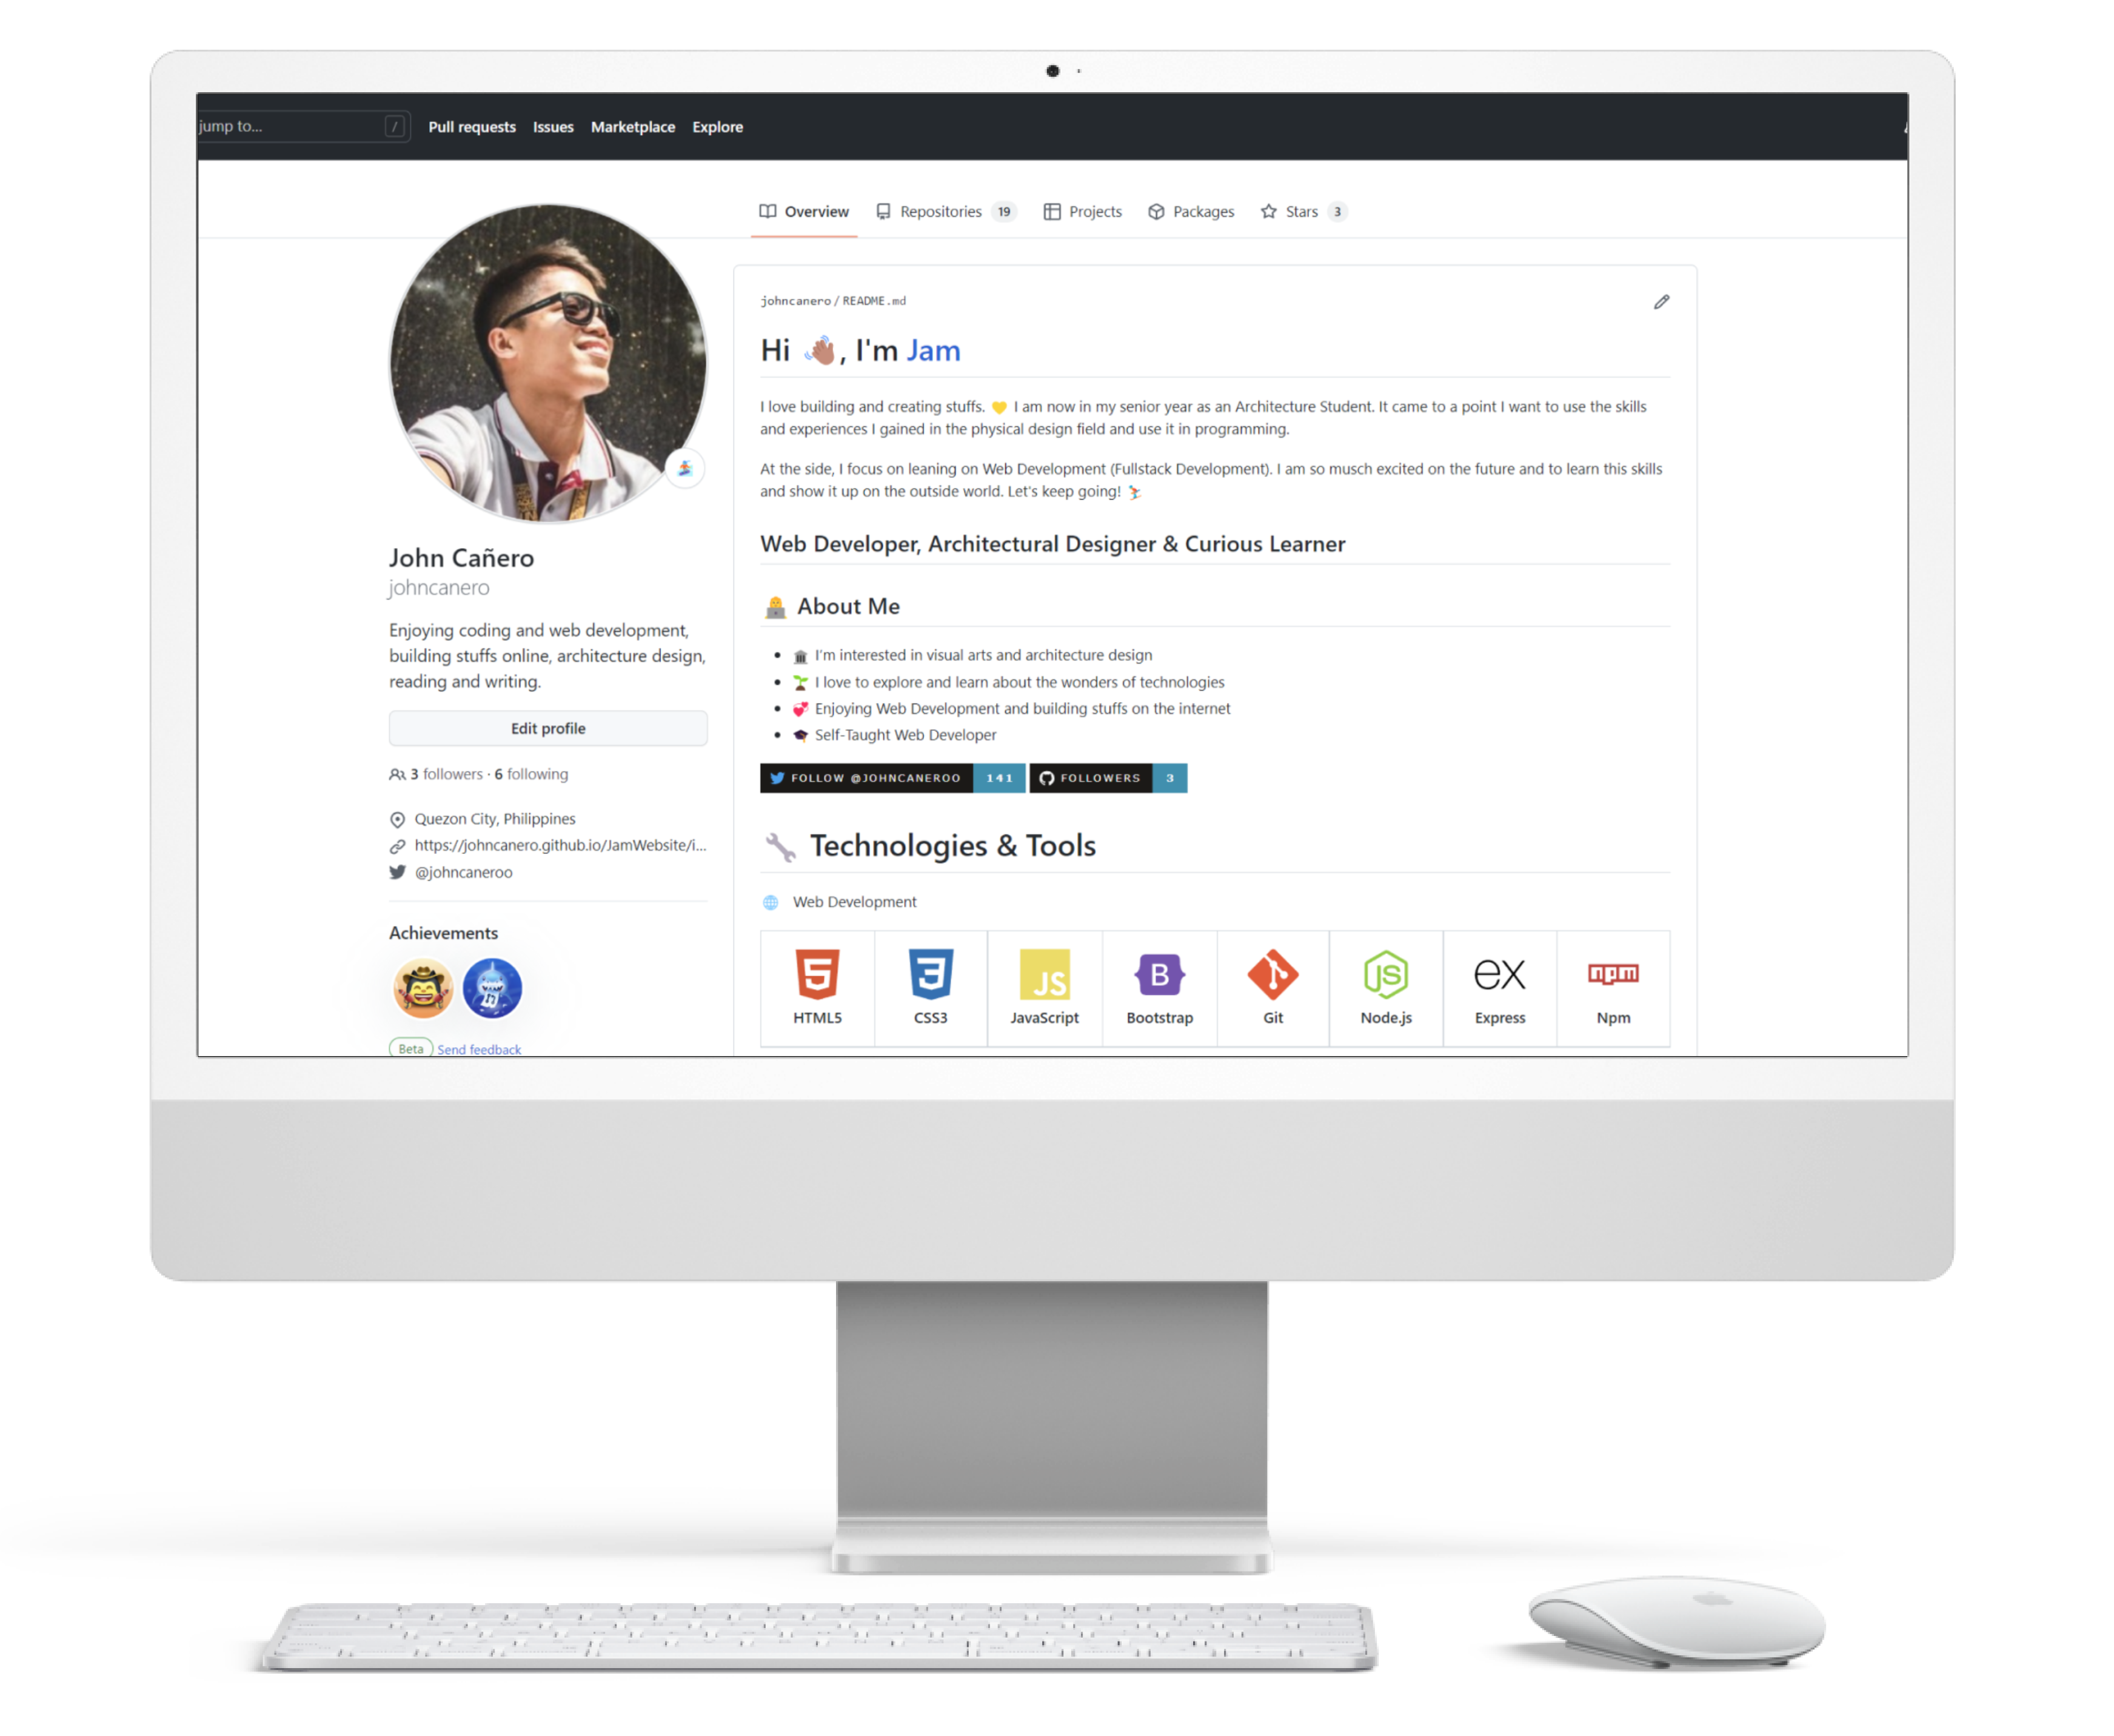 jump to...
/
Pull requests Issues Marketplace Explore
Overview Repositories 19 Projects Packages Stars 3
johncanero / README.md
Hi 👋🏽, I'm Jam
I love building and creating stuffs. 💛 I am now in my senior year as an Architecture Student. It came to a point I want to use the skills
and experiences I gained in the physical design field and use it in programming.
At the side, I focus on leaning on Web Development (Fullstack Development). I am so musch excited on the future and to learn this skills
and show it up on the outside world. Let's keep going!
Web Developer, Architectural Designer & Curious Learner
About Me
I'm interested in visual arts and architecture design
I love to explore and learn about the wonders of technologies
Enjoying Web Development and building stuffs on the internet
Self-Taught Web Developer
FOLLOW @JOHNCANEROO 141 FOLLOWERS 3
Technologies & Tools
Web Development
HTML5 CSS3 JS JavaScript B Bootstrap Git JS Node.js ex Express npm Npm
John Cañero
johncanero
Enjoying coding and web development,
building stuffs online, architecture design,
reading and writing.
Edit profile
3 followers · 6 following
Quezon City, Philippines
https://johncanero.github.io/JamWebsite/i...
@johncaneroo
Achievements
Beta Send feedback